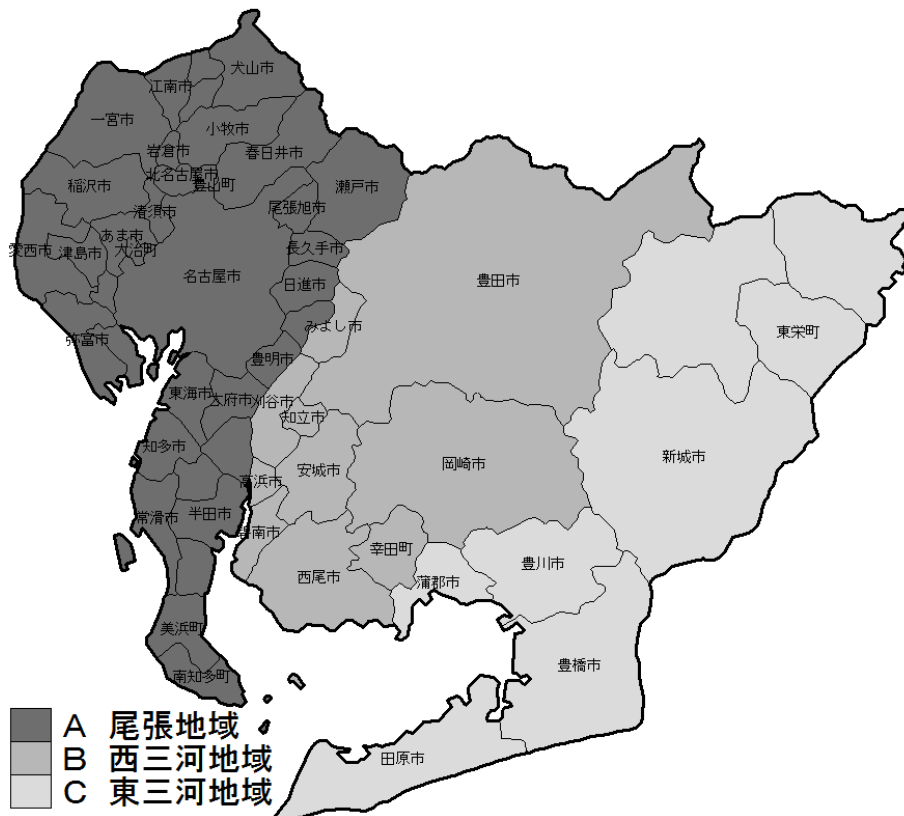 犬山市
江南市
一宮市
小牧市
岩倉市
春日井市
北名古屋市
豊山町
稲沢市
瀬戸市
尾張旭市
清須市
あま市
大治町
愛西市
津島市
長久手市
名古屋市
日進市
豊田市
みよし市
東栄町
弥富市
豊明市
東海市
大府市
刈谷市
知立市
知多市
安城市
岡崎市
新城市
高浜市
常滑市
半田市
碧南市
西尾市
幸田町
蒲郡市
豊川市
美浜町
南知多町
豊橋市
田原市
A 尾張地域
B 西三河地域
C 東三河地域